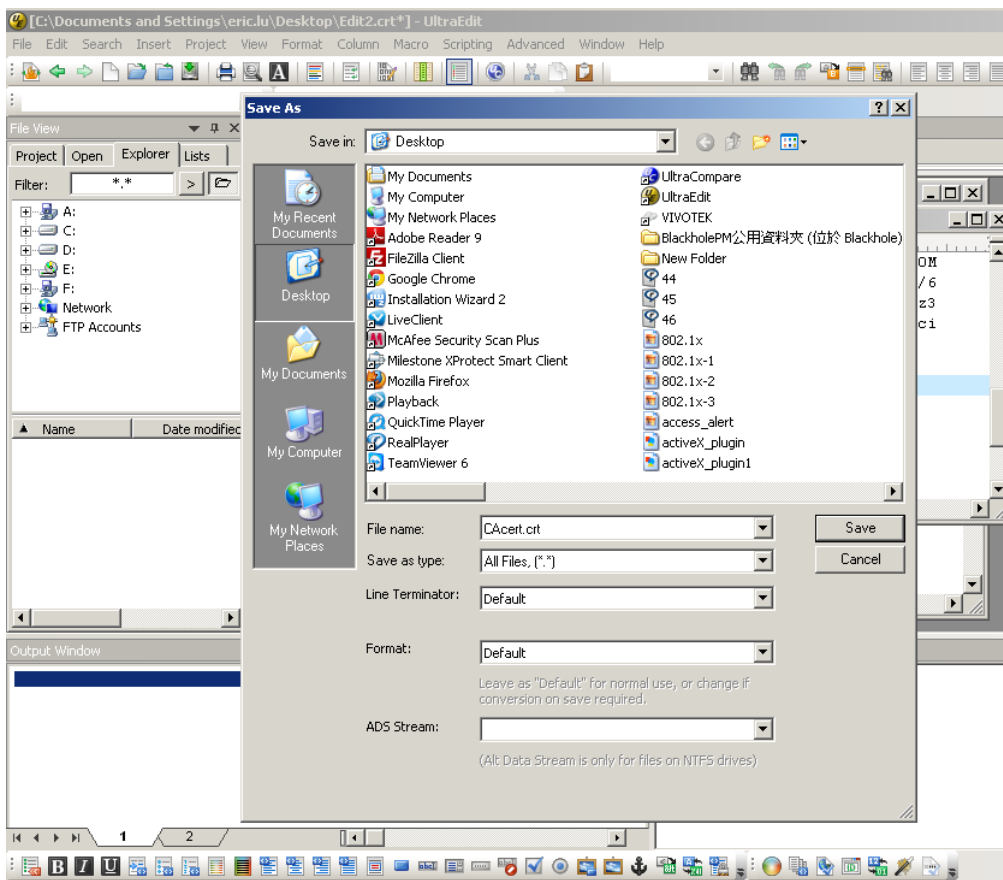 [C:\Documents and Settings\eric.lu\Desktop\Edit2.crt*] - UltraEdit
File Edit Search Insert Project View Format Column Macro Scripting Advanced Window Help
Save As
File View
Project Open Explorer Lists
Filter: *.*
A:
C:
D:
E:
F:
Network
FTP Accounts
Name Date modified
Save in: Desktop
My Recent Documents
Desktop
My Documents
My Computer
My Network Places
My Documents
My Computer
My Network Places
Adobe Reader 9
FileZilla Client
Google Chrome
Installation Wizard 2
LiveClient
McAfee Security Scan Plus
Milestone XProtect Smart Client
Mozilla Firefox
Playback
QuickTime Player
RealPlayer
TeamViewer 6
UltraCompare
UltraEdit
VIVOTEK
BlackholePM公用資料夾 (位於 Blackhole)
New Folder
44
45
46
802.1x
802.1x-1
802.1x-2
802.1x-3
access_alert
activeX_plugin
activeX_plugin1
File name: CAcert.crt
Save as type: All Files, (*.*)
Line Terminator: Default
Format: Default
Leave as "Default" for normal use, or change if
conversion on save required.
ADS Stream:
(Alt Data Stream is only for files on NTFS drives)
Save
Cancel
OM
/6
z3
ci
Output Window
1 2